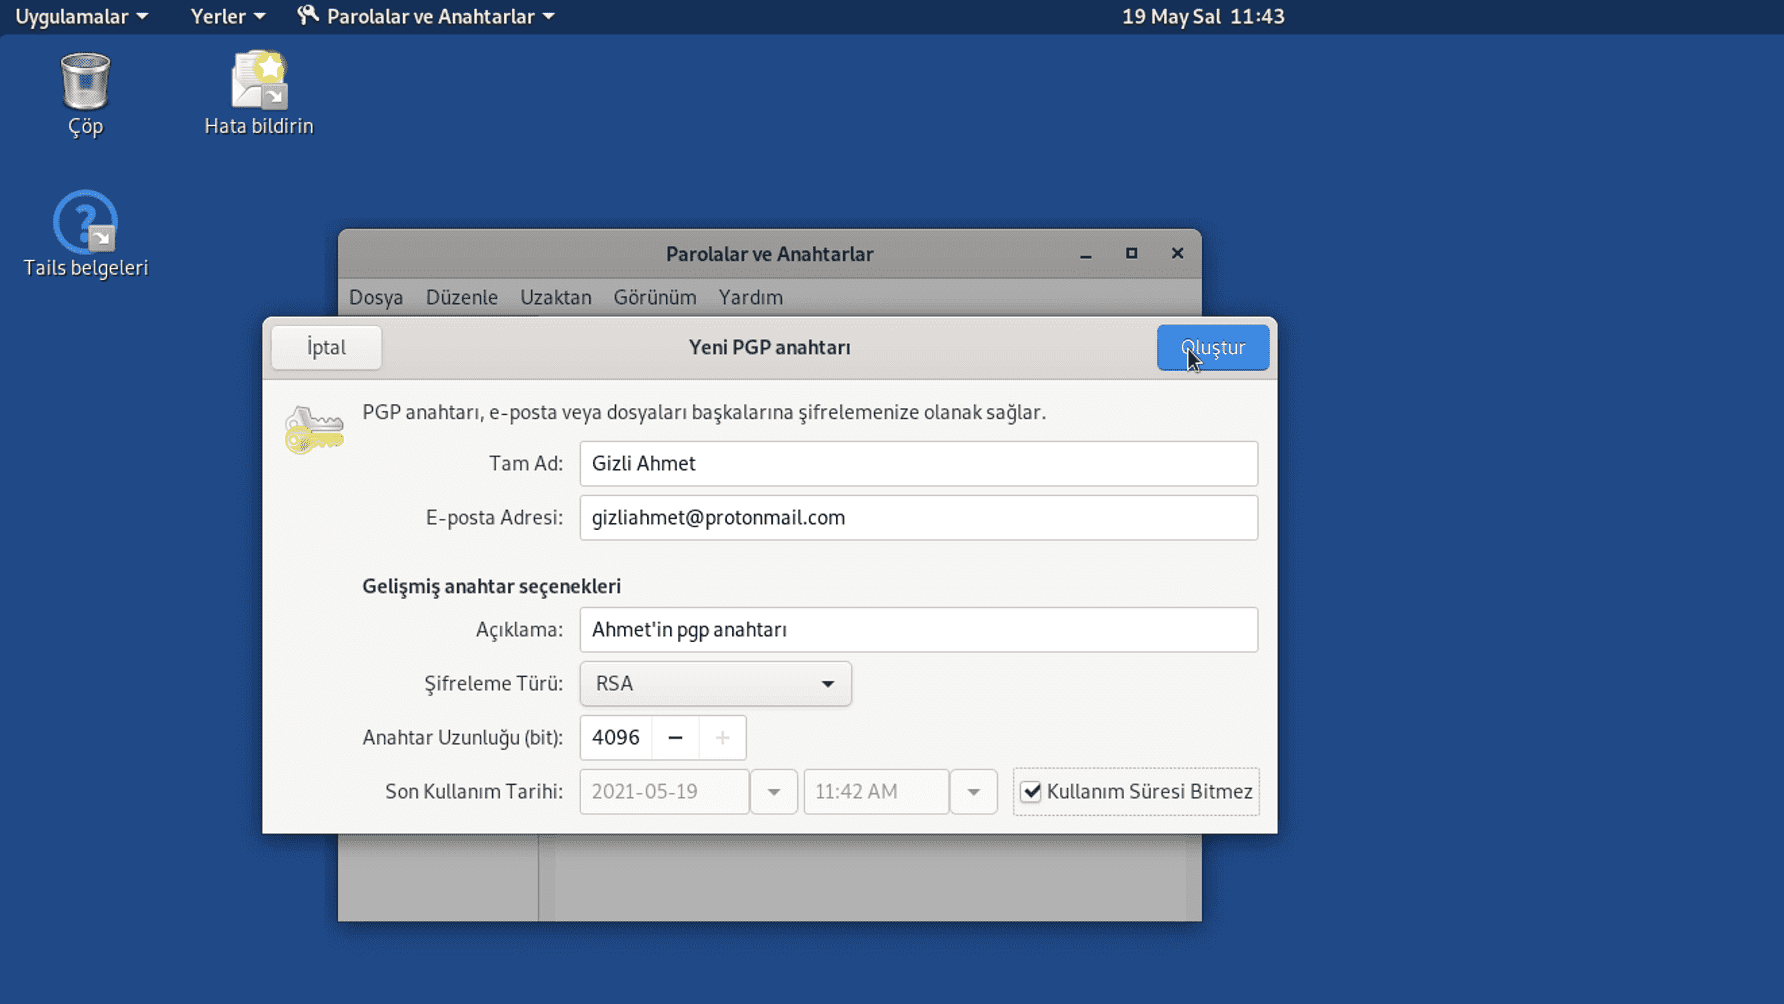 Uygulamalar Yerler Parolalar ve Anahtarlar 19 May Sal 11:43
Çöp
Hata bildirin
Tails belgeleri
Parolalar ve Anahtarlar
Dosya Düzenle Uzaktan Görünüm Yardım
İptal Yeni PGP anahtarı Oluştur
PGP anahtarı, e-posta veya dosyaları başkalarına şifrelemenize olanak sağlar.
Tam Ad: Gizli Ahmet
E-posta Adresi: gizliahmet@protonmail.com
Gelişmiş anahtar seçenekleri
Açıklama: Ahmet'in pgp anahtarı
Şifreleme Türü: RSA
Anahtar Uzunluğu (bit): 4096 − +
Son Kullanım Tarihi: 2021-05-19 11:42 AM Kullanım Süresi Bitmez